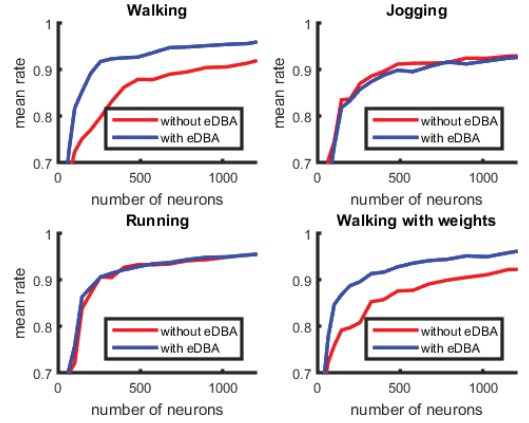 Walking
1
0.9
0.8
0.7
mean rate
without eDBA
with eDBA
0
500
1000
number of neurons
Jogging
1
0.9
0.8
0.7
mean rate
without eDBA
with eDBA
0
500
1000
number of neurons
Running
1
0.9
0.8
0.7
mean rate
without eDBA
with eDBA
0
500
1000
number of neurons
Walking with weights
1
0.9
0.8
0.7
mean rate
without eDBA
with eDBA
0
500
1000
number of neurons